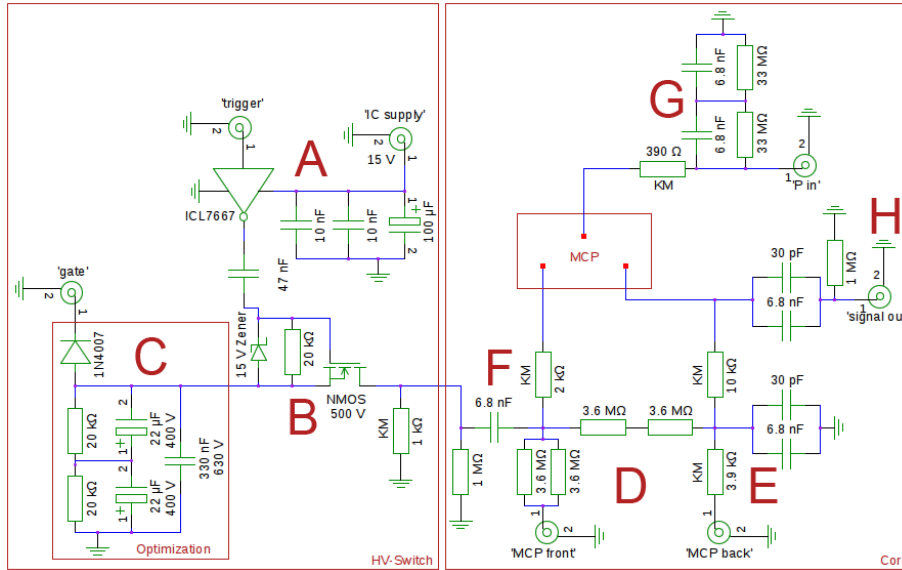 'trigger'
2
1
A
'IC supply'
2
15 V
1
ICL7667
10 nF
10 nF
1
+
100 µF
2
47 nF
'gate'
2
1
1N4007
C
15 V Zener
20 kΩ
B
NMOS
500 V
KM
1 kΩ
20 kΩ
20 kΩ
2
22 µF
400 V
1
+
2
22 µF
400 V
1
+
330 nF
630 V
Optimization
HV-Switch
G
6.8 nF
33 MΩ
6.8 nF
33 MΩ
390 Ω
KM
2
1
'P in'
MCP
H
30 pF
6.8 nF
1 MΩ
2
1
'signal ou
F
KM
2 kΩ
6.8 nF
1 MΩ
3.6 MΩ
3.6 MΩ
3.6 MΩ
3.6 MΩ
D
KM
10 kΩ
30 pF
6.8 nF
KM
3.9 kΩ
E
1
2
'MCP front'
1
2
'MCP back'
Cor